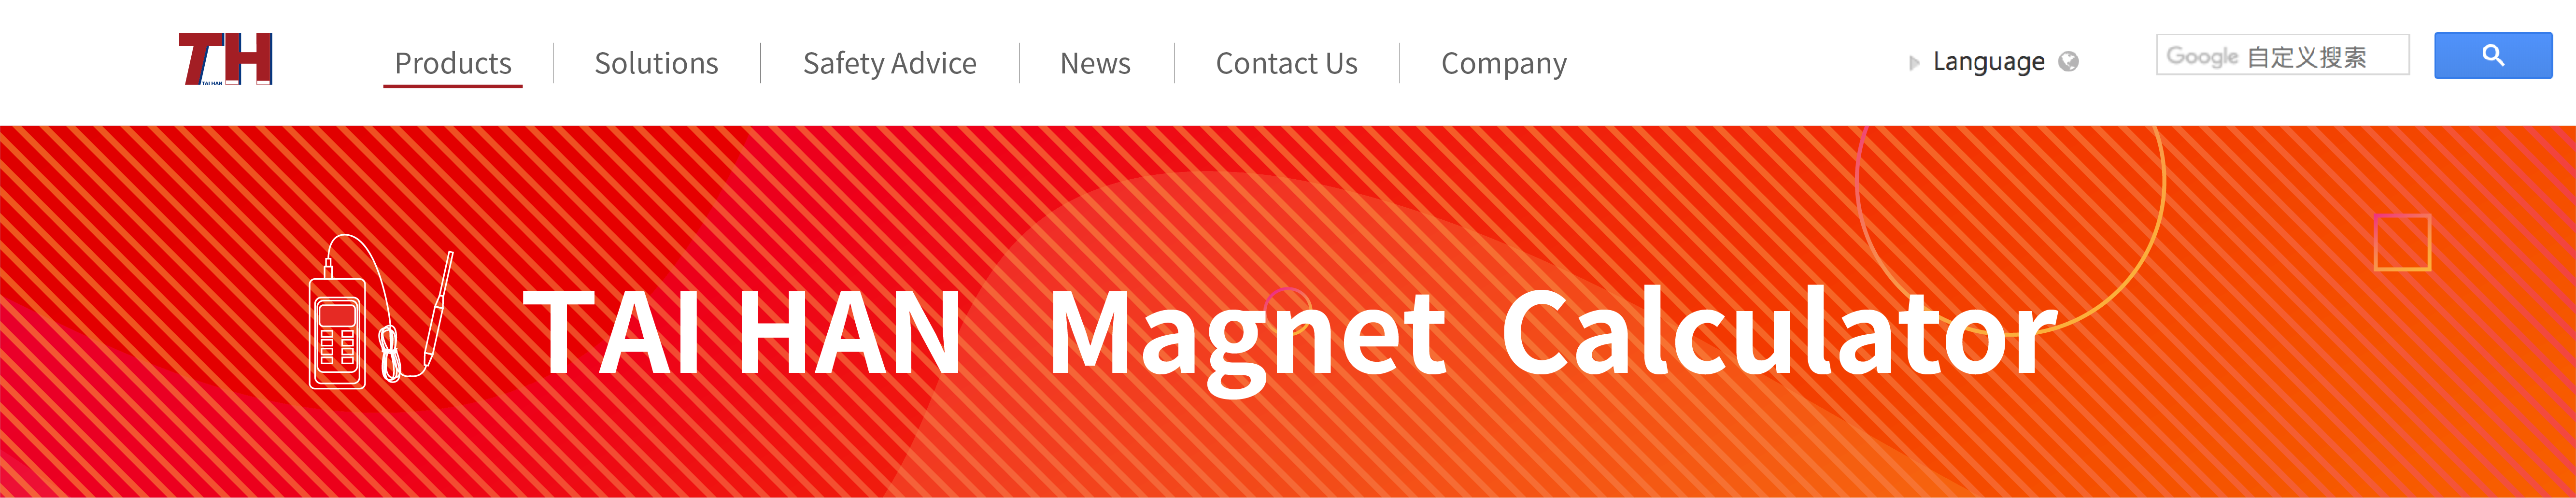 TH
TAI HAN
Products Solutions Safety Advice News Contact Us Company Language Google 自定义搜索
TAI HAN Magnet Calculator